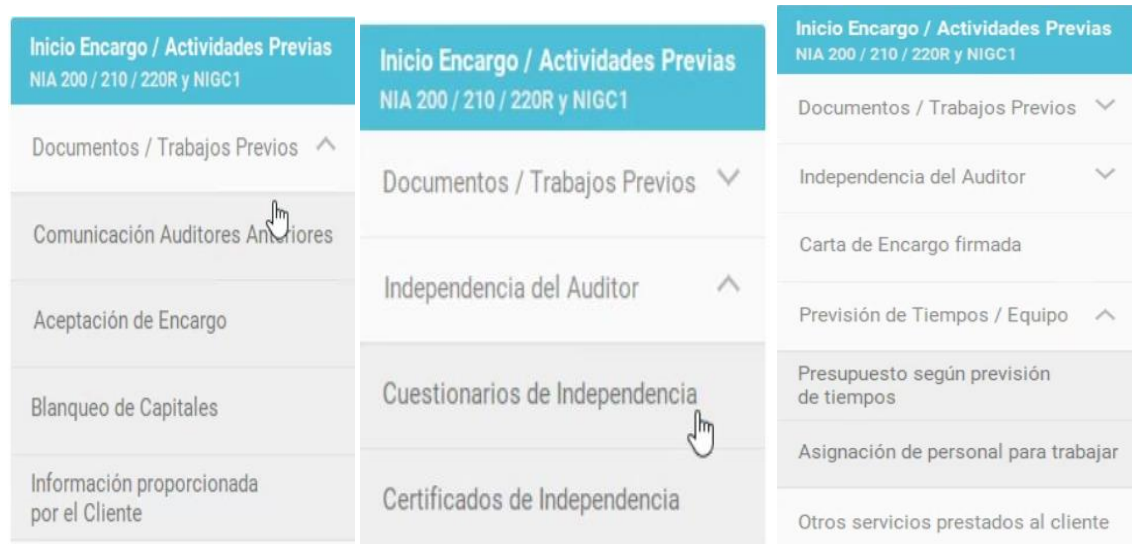 Inicio Encargo / Actividades Previas
NIA 200 / 210 / 220R y NIGC1
Documentos / Trabajos Previos
Comunicación Auditores Anteriores
Aceptación de Encargo
Blanqueo de Capitales
Información proporcionada
por el Cliente
Inicio Encargo / Actividades Previas
NIA 200 / 210 / 220R y NIGC1
Documentos / Trabajos Previos
Independencia del Auditor
Cuestionarios de Independencia
Certificados de Independencia
Inicio Encargo / Actividades Previas
NIA 200 / 210 / 220R y NIGC1
Documentos / Trabajos Previos
Independencia del Auditor
Carta de Encargo firmada
Previsión de Tiempos / Equipo
Presupuesto según previsión
de tiempos
Asignación de personal para trabajar
Otros servicios prestados al cliente